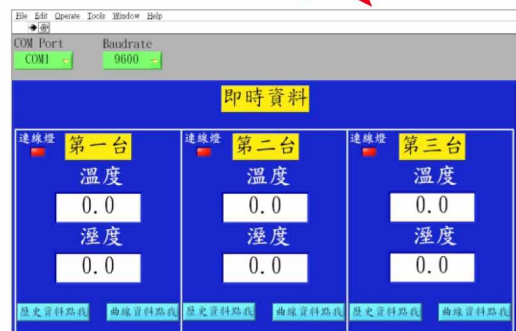 File Edit Operate Tools Window Help
COM Port Baudrate
COM1 9600
即時資料
連線燈 第一台 連線燈 第二台 連線燈 第三台
溫度 溫度 溫度
0.0 0.0 0.0
溼度 溼度 溼度
0.0 0.0 0.0
歷史資料點我 曲線資料點我 歷史資料點我 曲線資料點我 歷史資料點我 曲線資料點我